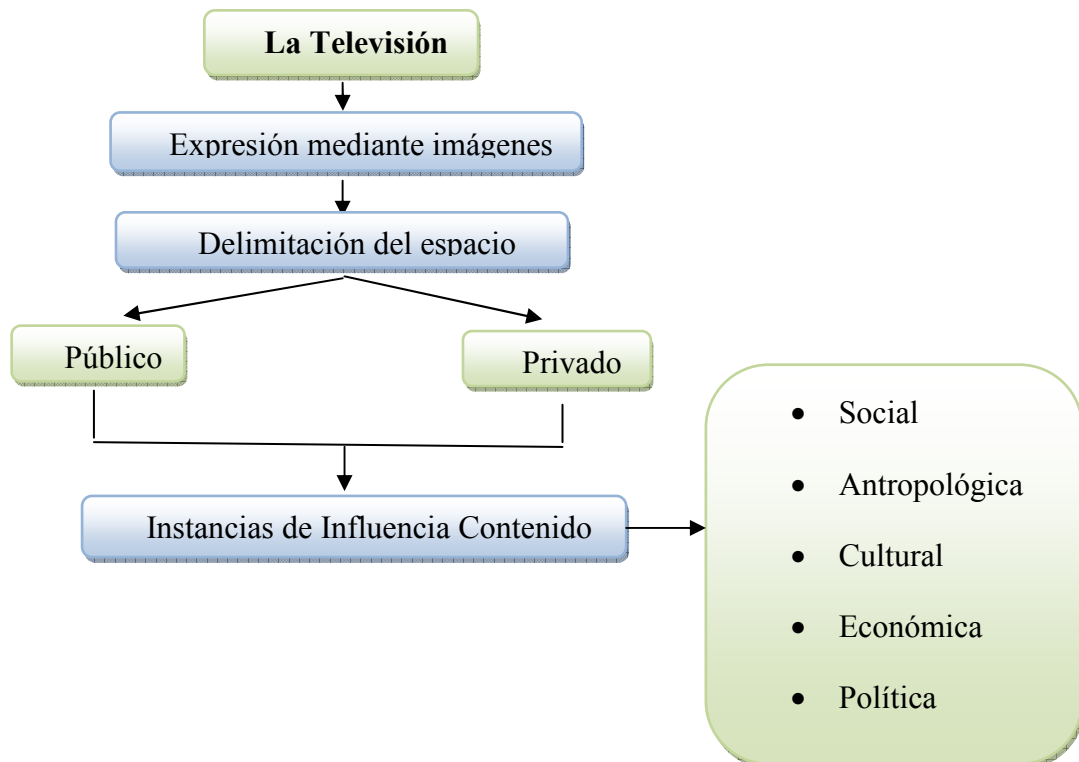 La Televisión
Expresión mediante imágenes
Delimitación del espacio
Público
Privado
Instancias de Influencia Contenido
• Social
• Antropológica
• Cultural
• Económica
• Política